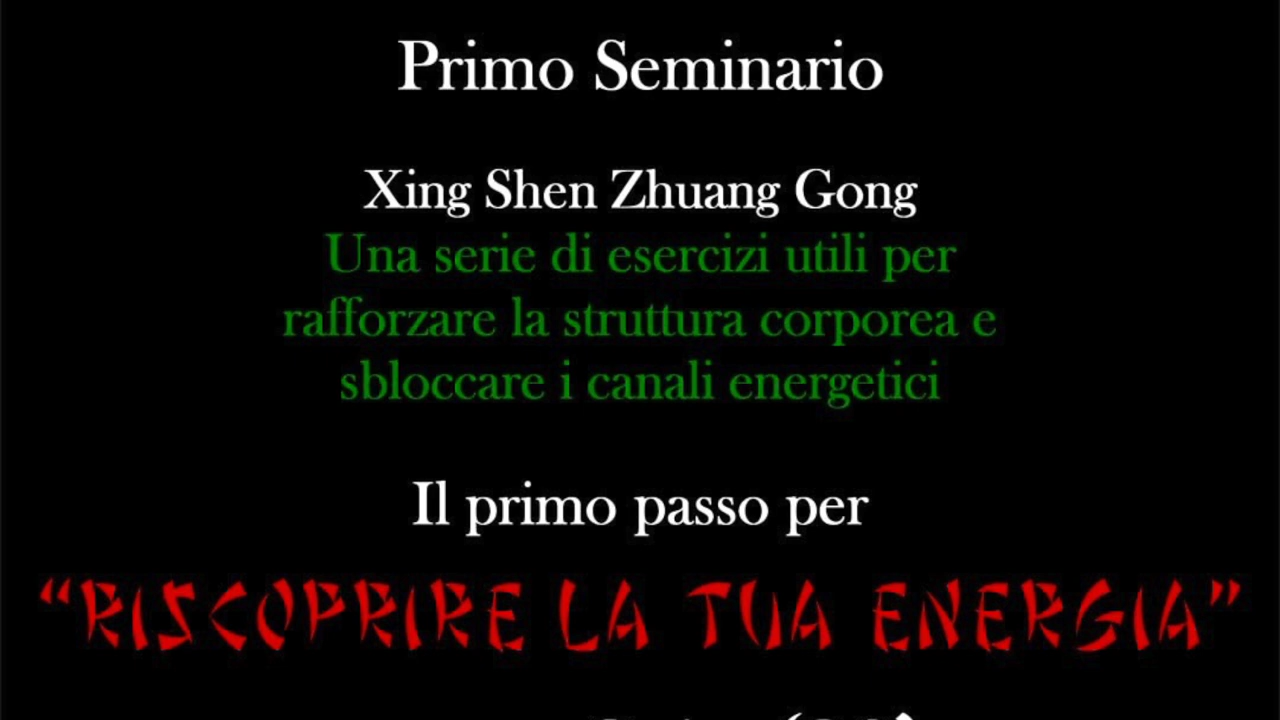 Primo Seminario
Xing Shen Zhuang Gong
Una serie di esercizi utili per
rafforzare la struttura corporea e
sbloccare i canali energetici
Il primo passo per
“RISCOPRIRE LA TUA ENERGIA”